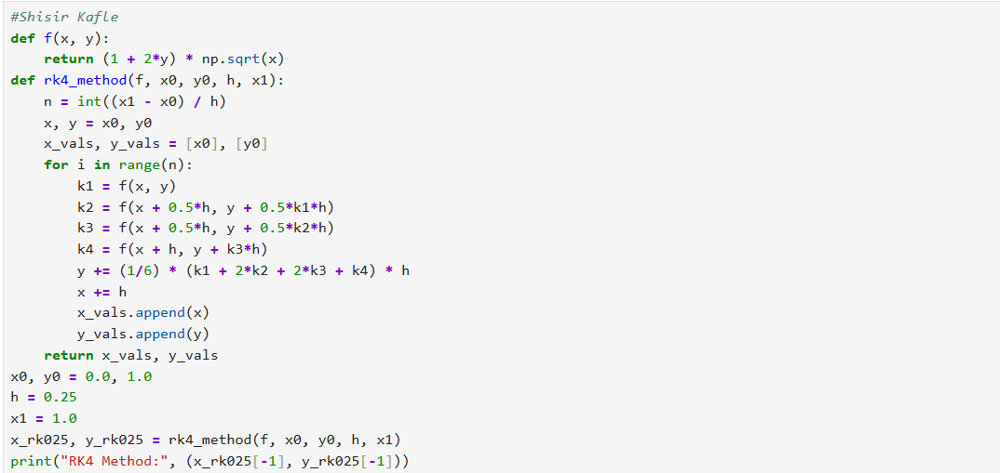 #Shisir Kafle
def f(x, y):
    return (1 + 2*y) * np.sqrt(x)
def rk4_method(f, x0, y0, h, x1):
    n = int((x1 - x0) / h)
    x, y = x0, y0
    x_vals, y_vals = [x0], [y0]
    for i in range(n):
        k1 = f(x, y)
        k2 = f(x + 0.5*h, y + 0.5*k1*h)
        k3 = f(x + 0.5*h, y + 0.5*k2*h)
        k4 = f(x + h, y + k3*h)
        y += (1/6) * (k1 + 2*k2 + 2*k3 + k4) * h
        x += h
        x_vals.append(x)
        y_vals.append(y)
    return x_vals, y_vals
x0, y0 = 0.0, 1.0
h = 0.25
x1 = 1.0
x_rk025, y_rk025 = rk4_method(f, x0, y0, h, x1)
print("RK4 Method:", (x_rk025[-1], y_rk025[-1]))